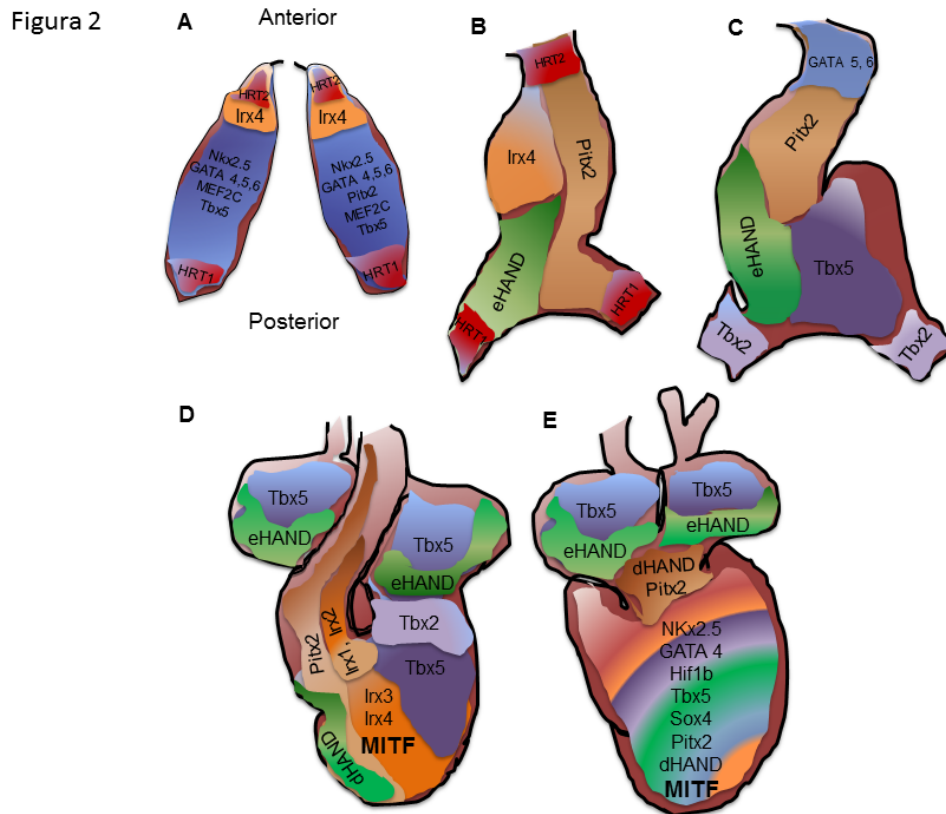 Figura 2
A
Anterior
HRT2
Irx4
Nkx2.5
GATA 4,5,6
MEF2C
Tbx5
HRT1
HRT2
Irx4
Nkx2.5
GATA 4,5,6
Pitx2
MEF2C
Tbx5
HRT1
Posterior
B
HRT2
Irx4
Pitx2
eHAND
HRT1
HRT1
C
GATA 5, 6
Pitx2
eHAND
Tbx5
Tbx2
Tbx2
D
Tbx5
eHAND
Tbx5
eHAND
Tbx2
Pitx2
Irx1, Irx2
Tbx5
Irx3
Irx4
MITF
dHAND
E
Tbx5
eHAND
Tbx5
eHAND
dHAND
Pitx2
NKx2.5
GATA 4
Hif1b
Tbx5
Sox4
Pitx2
dHAND
MITF